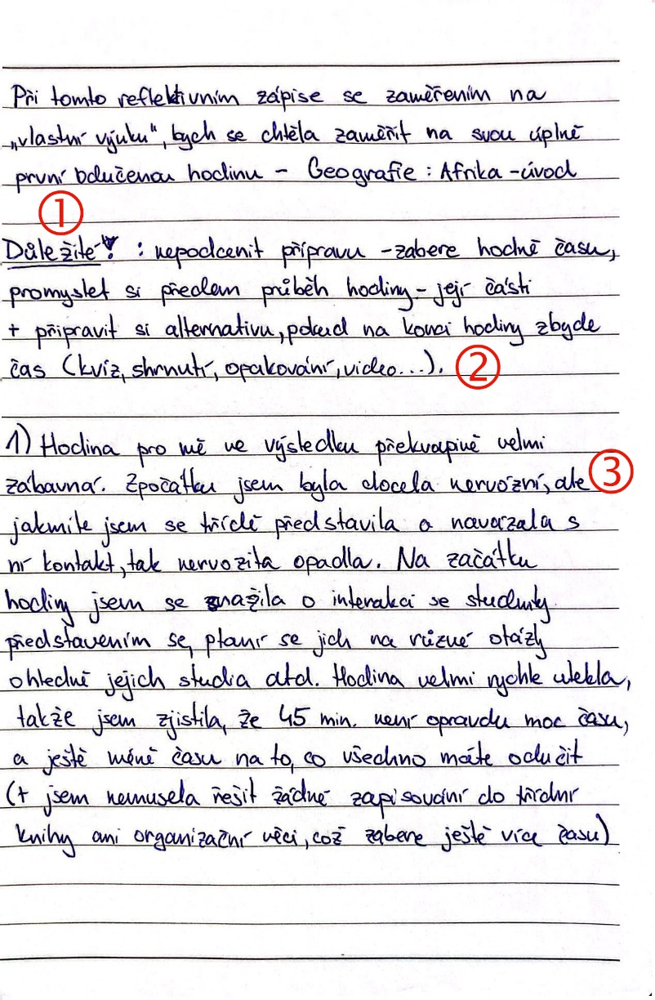 Při tomto reflektivním zápise se zaměřením na
„vlastní výuku", bych se chtěla zaměřit na svou úplně
první odučenou hodinu – Geografie : Afrika – úvod
①
Důležité! : nepodcenit přípravu – zabere hodně času,
promyslet si předem průběh hodiny – její části
+ připravit si alternativu, pokud na konci hodiny zbyde
čas (kvíz, shrnutí, opakování, video...). ②
1) Hodina pro mě ve výsledku překvapivě velmi
zábavná. Zpočátku jsem byla docela nervózní, ale ③
jakmile jsem se třídě představila a navázala s
ní kontakt, tak nervozita opadla. Na začátku
hodiny jsem se snažila o interakci se studenty
představením se, ptaní se jich na různé otázky
ohledně jejich studia atd. Hodina velmi rychle utekla,
takže jsem zjistila, že 45 min. není opravdu moc času,
a ještě méně času na to, co všechno máte odučit
(+ jsem nemusela řešit žádné zapisování do třídní
knihy ani organizační věci, což zabere ještě více času)